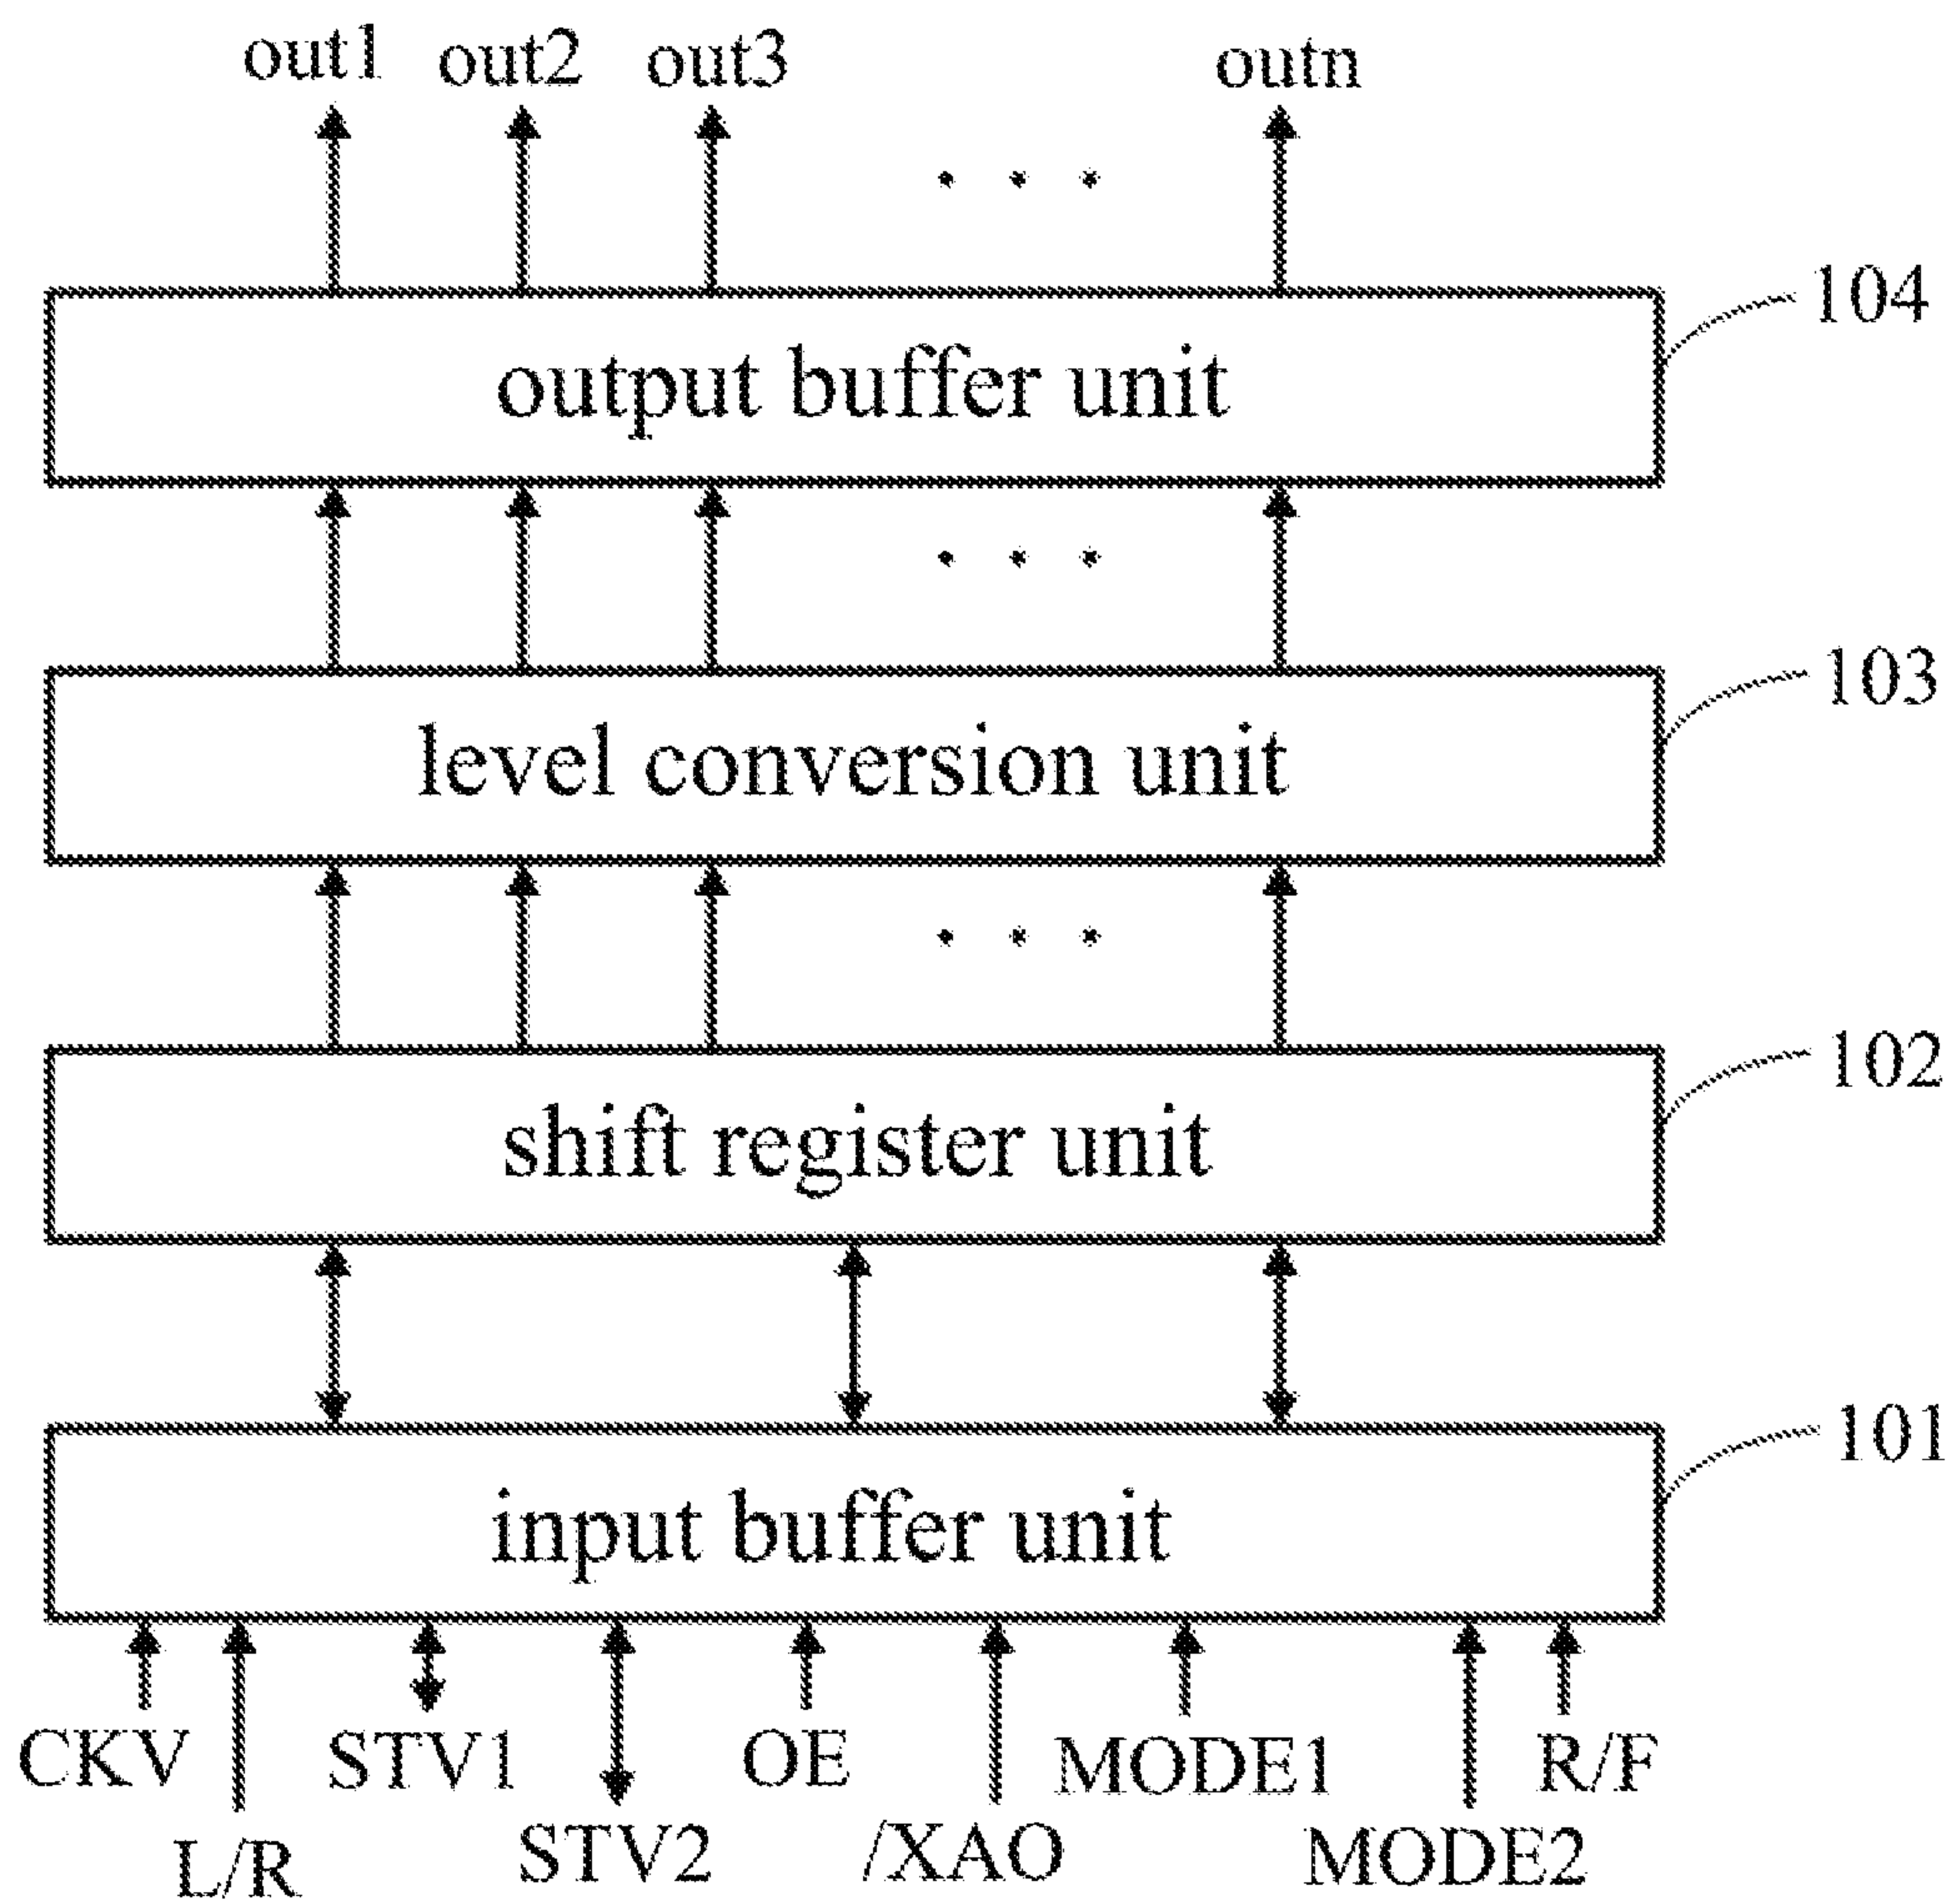 out1 out2 out3 outn
104
output buffer unit
103
level conversion unit
102
shift register unit
101
input buffer unit
CKV STV1 OE MODE1 R/F
L/R STV2 /XAO MODE2